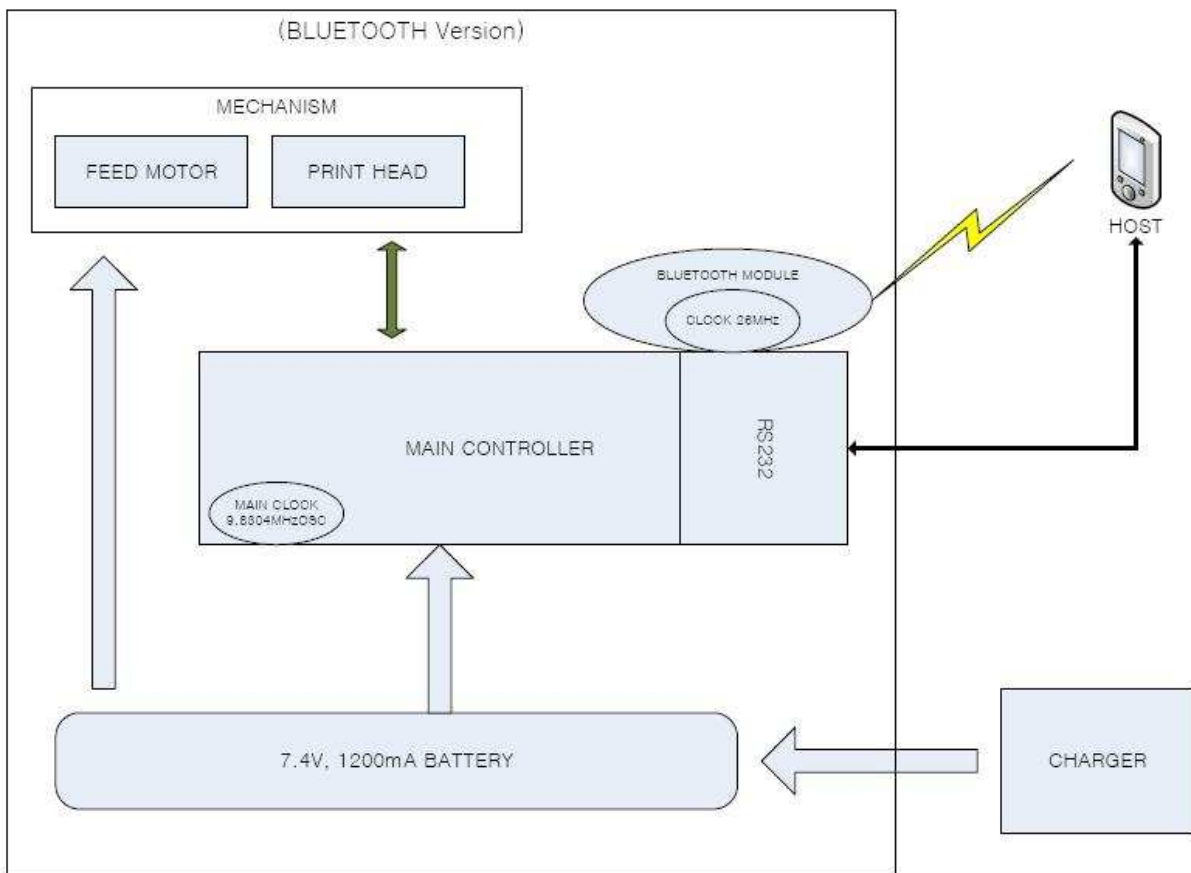 (BLUETOOTH Version)
MECHANISM
FEED MOTOR
PRINT HEAD
HOST
BLUETOOTH MODULE
CLOCK 26MHz
MAIN CONTROLLER
RS232
MAIN CLOCK
9.8304MHzOSC
7.4V, 1200mA BATTERY
CHARGER